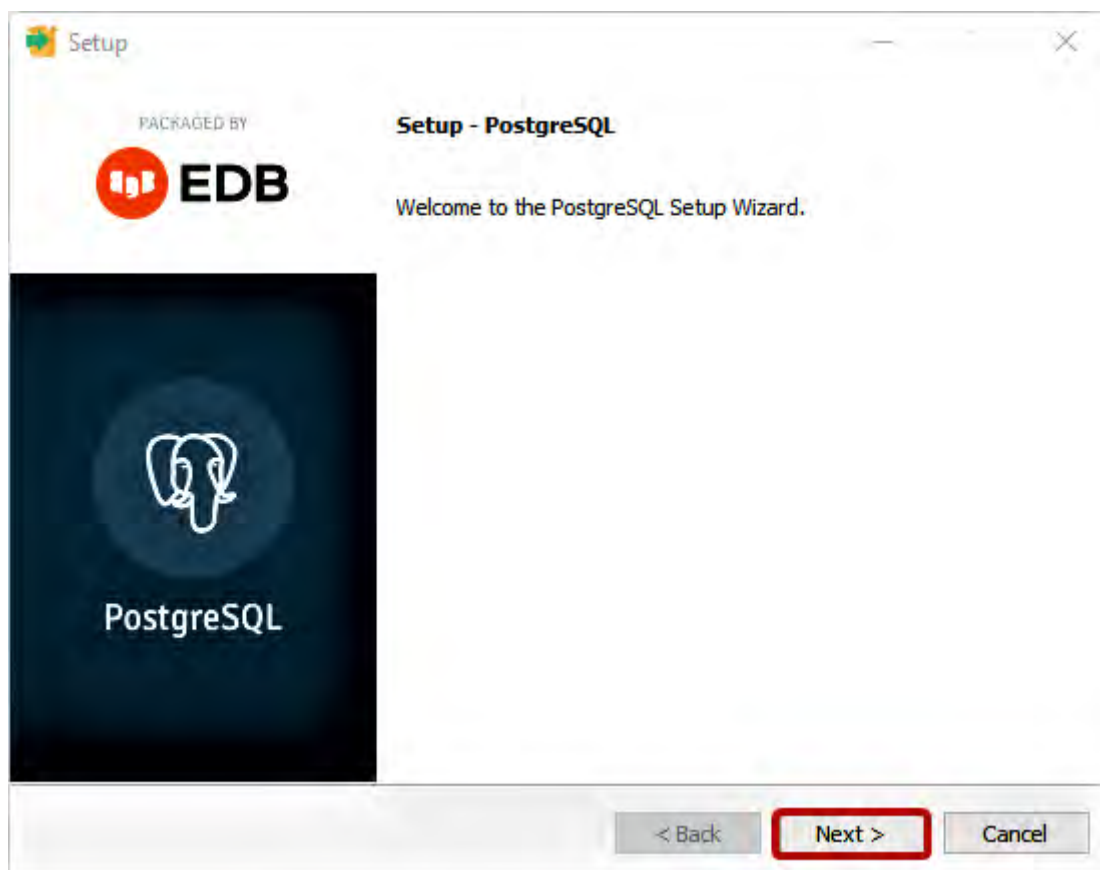 Setup
PACKAGED BY
EDB
Setup - PostgreSQL
Welcome to the PostgreSQL Setup Wizard.
PostgreSQL
< Back
Next >
Cancel